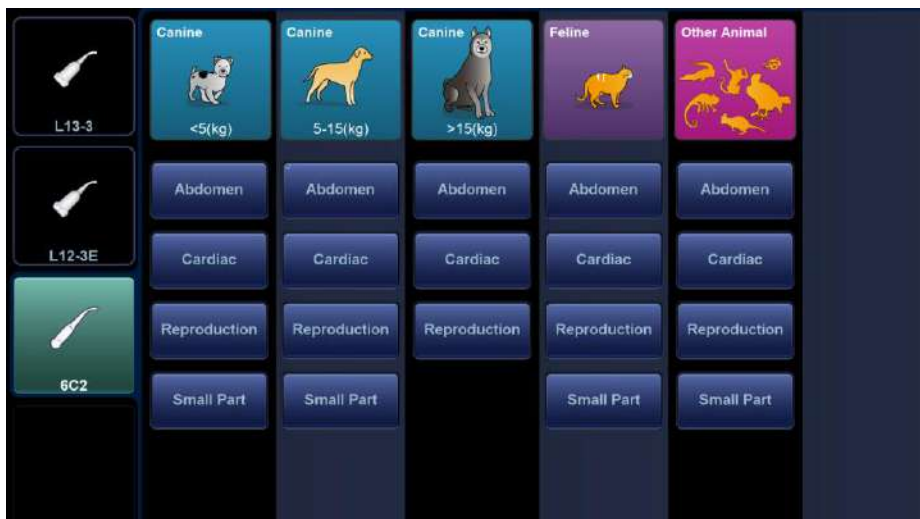 Canine
Canine
Canine
Feline
Other Animal
<5(kg)
5-15(kg)
>15(kg)
L13-3
Abdomen
Abdomen
Abdomen
Abdomen
Abdomen
L12-3E
Cardiac
Cardiac
Cardiac
Cardiac
Cardiac
Reproduction
Reproduction
Reproduction
Reproduction
Reproduction
6C2
Small Part
Small Part
Small Part
Small Part